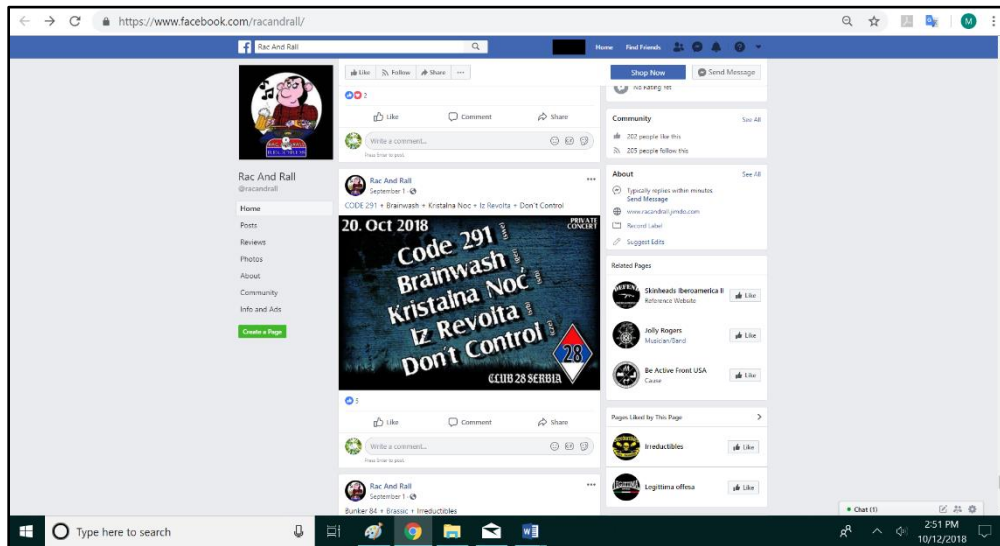 https://www.facebook.com/racandrall/
M
Rac And Rall
Home Find Friends
Like Follow Share ...
Shop Now Send Message
2
No Rating Yet
Like Comment Share
Write a comment...
Press Enter to post.
Community See All
202 people like this
205 people follow this
Rac And Rall
@racandrall
Home
Posts
Reviews
Photos
About
Community
Info and Ads
Create a Page
Rac And Rall
September 1
CODE 291 + Brainwash + Kristalna Noc + Iz Revolta + Don't Control
20. Oct 2018
PRIVATE
CONCERT
Code 291
Brainwash
Kristalna Noć
Iz Revolta
Don't Control
28
CLUB 28 SERBIA
5
Like Comment Share
Write a comment...
Press Enter to post.
Rac And Rall
September 1
Bunker 84 + Brassic + Irreductibles
About See All
Typically replies within minutes
Send Message
www.racandrall.jimdo.com
Record Label
Suggest Edits
Related Pages
Skinheads Iberoamerica II
Reference Website
Like
Jolly Rogers
Musician/Band
Like
Be Active Front USA
Cause
Like
Pages Liked by This Page
Irreductibles
Like
Legittima offesa
Like
Chat (1)
Type here to search
2:51 PM
10/12/2018